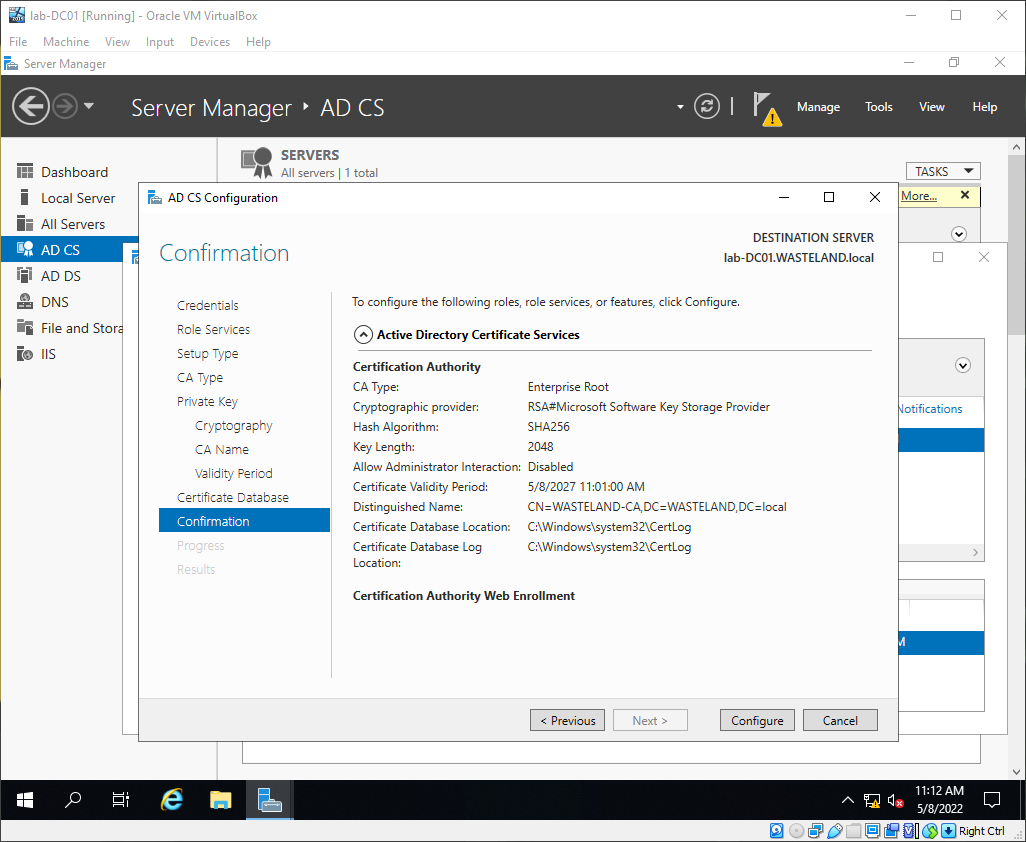 lab-DC01 [Running] - Oracle VM VirtualBox
File Machine View Input Devices Help
Server Manager
Server Manager ‣ AD CS
Manage Tools View Help
Dashboard
Local Server
All Servers
AD CS
AD DS
DNS
File and Stora
IIS
SERVERS
All servers | 1 total
TASKS
More...
Notifications
M
AD CS Configuration
Confirmation
DESTINATION SERVER
lab-DC01.WASTELAND.local
Credentials
Role Services
Setup Type
CA Type
Private Key
Cryptography
CA Name
Validity Period
Certificate Database
Confirmation
Progress
Results
To configure the following roles, role services, or features, click Configure.
Active Directory Certificate Services
Certification Authority
CA Type: Enterprise Root
Cryptographic provider: RSA#Microsoft Software Key Storage Provider
Hash Algorithm: SHA256
Key Length: 2048
Allow Administrator Interaction: Disabled
Certificate Validity Period: 5/8/2027 11:01:00 AM
Distinguished Name: CN=WASTELAND-CA,DC=WASTELAND,DC=local
Certificate Database Location: C:\Windows\system32\CertLog
Certificate Database Log C:\Windows\system32\CertLog
Location:
Certification Authority Web Enrollment
< Previous Next > Configure Cancel
11:12 AM
5/8/2022
Right Ctrl